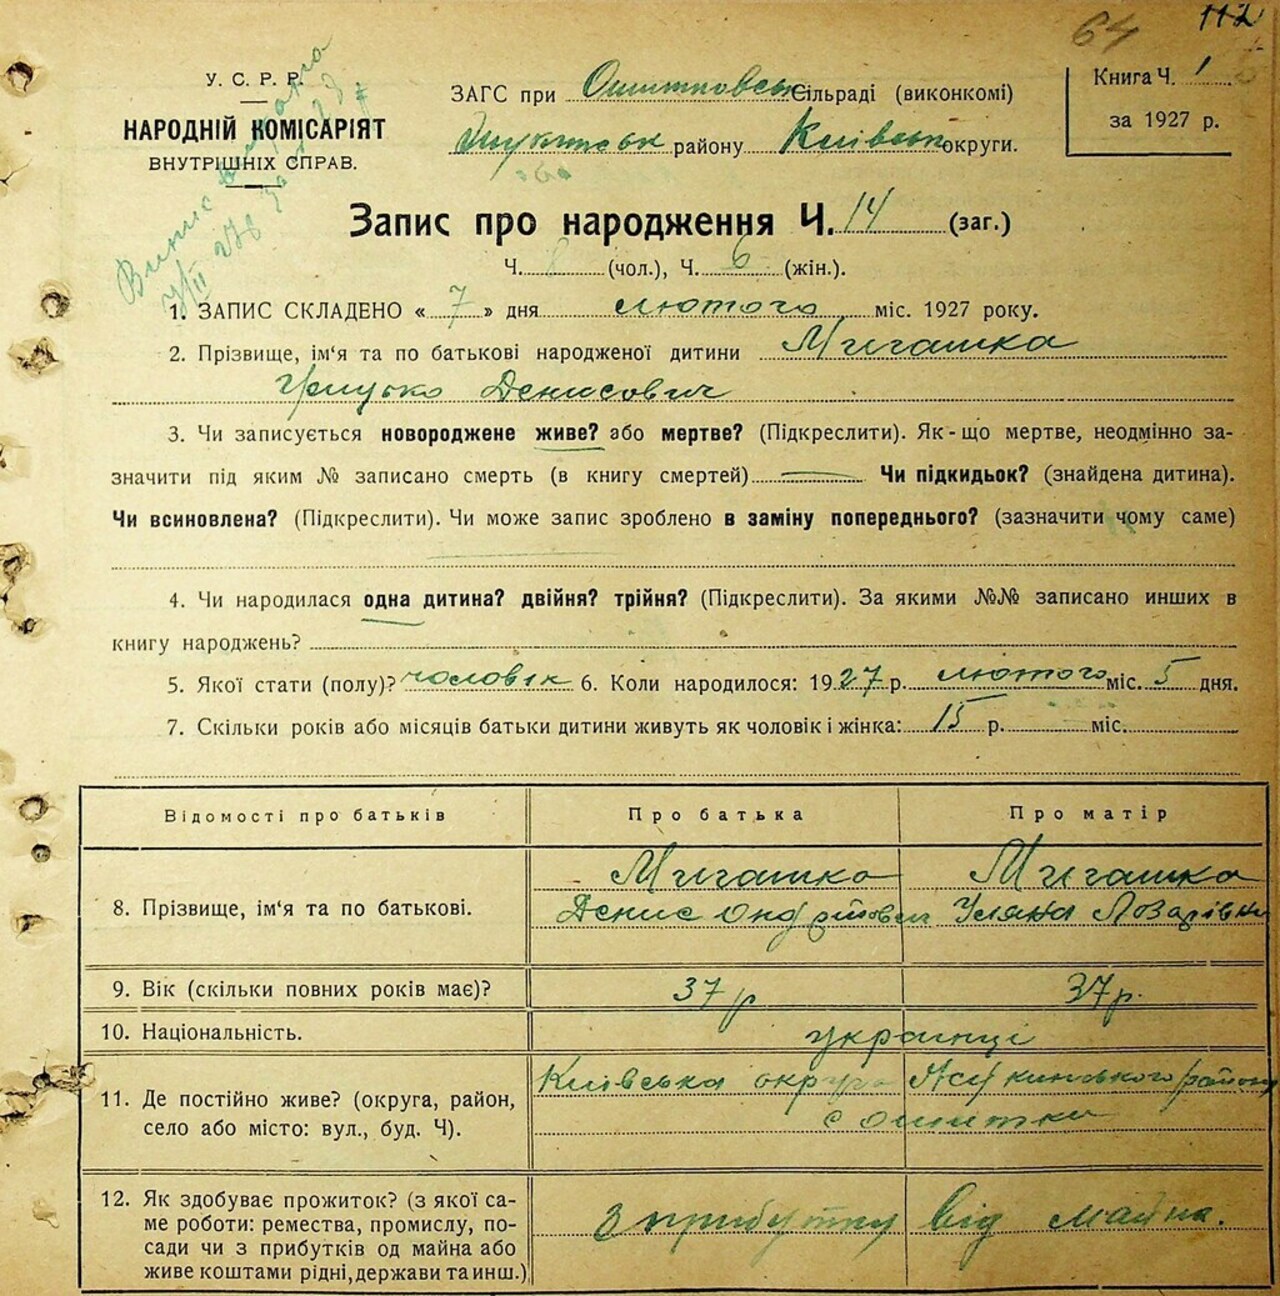 64 112
У. С. Р. Р.
НАРОДНІЙ КОМІСАРІЯТ
ВНУТРІШНІХ СПРАВ.
ЗАГС при Ошитковськ Сільраді (виконкомі)
району Київськ округи.
Книга Ч. 1
за 1927 р.
Запис про народження Ч. 14 (заг.)
Ч. 8 (чол.), Ч. 6 (жін.).
1. ЗАПИС СКЛАДЕНО « 7 » дня лютого міс. 1927 року.
2. Прізвище, ім'я та по батькові народженої дитини Мигашко
Грицько Денисович
3. Чи записується новороджене живе? або мертве? (Підкреслити). Як-що мертве, неодмінно за-
значити під яким № записано смерть (в книгу смертей) Чи підкидьок? (знайдена дитина).
Чи всиновлена? (Підкреслити). Чи може запис зроблено в заміну попереднього? (зазначити чому саме)
4. Чи народилася одна дитина? двійня? трійня? (Підкреслити). За якими №№ записано инших в
книгу народжень?
5. Якої стати (полу)? чоловік 6. Коли народилося: 1927 р. лютого міс. 5 дня.
7. Скільки років або місяців батьки дитини живуть як чоловік і жінка: 15 р. міс.
Відомості про батьків Про батька Про матір
8. Прізвище, ім'я та по батькові. Мигашко Мигашка
Денис Уляна Лазарівна
9. Вік (скільки повних років має)? 37 р 37 р.
10. Національність. українці
11. Де постійно живе? (округа, район, Київська округа району
село або місто: вул., буд. Ч). с Ошитки
12. Як здобуває прожиток? (з якої са-
ме роботи: ремества, промислу, по- З прибутку від майна.
сади чи з прибутків од майна або
живе коштами рідні, держави та инш.)